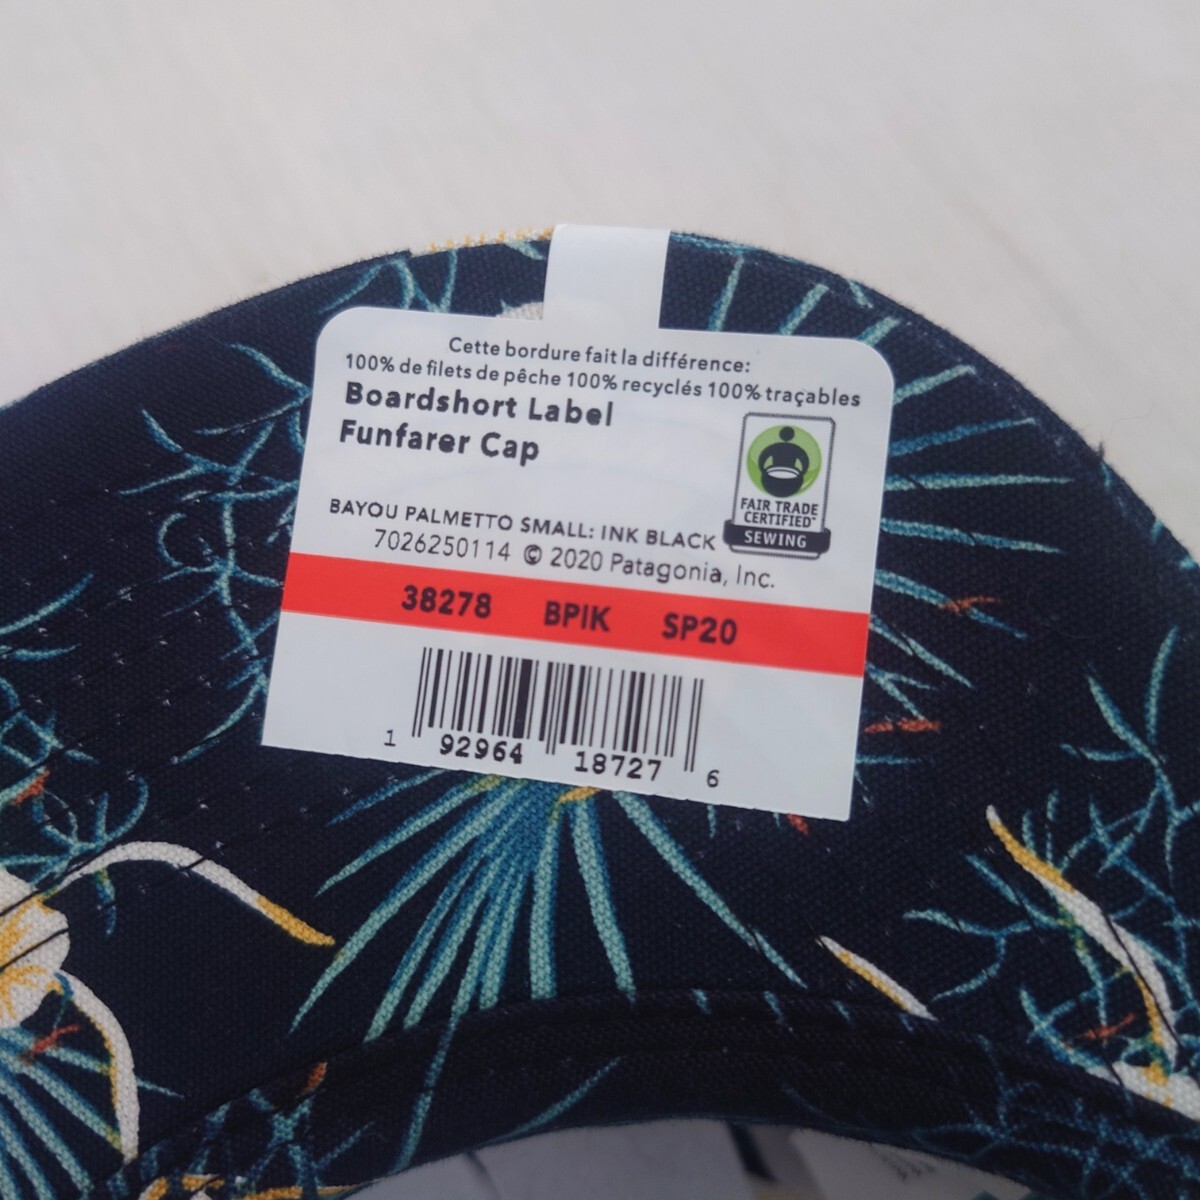 Cette bordure fait la différence:
100% de filets de pêche 100% recyclés 100% traçables
Boardshort Label
Funfarer Cap
FAIR TRADE
CERTIFIED™
SEWING
BAYOU PALMETTO SMALL: INK BLACK
7026250114 © 2020 Patagonia, Inc.
38278 BPIK SP20
1 92964 18727 6